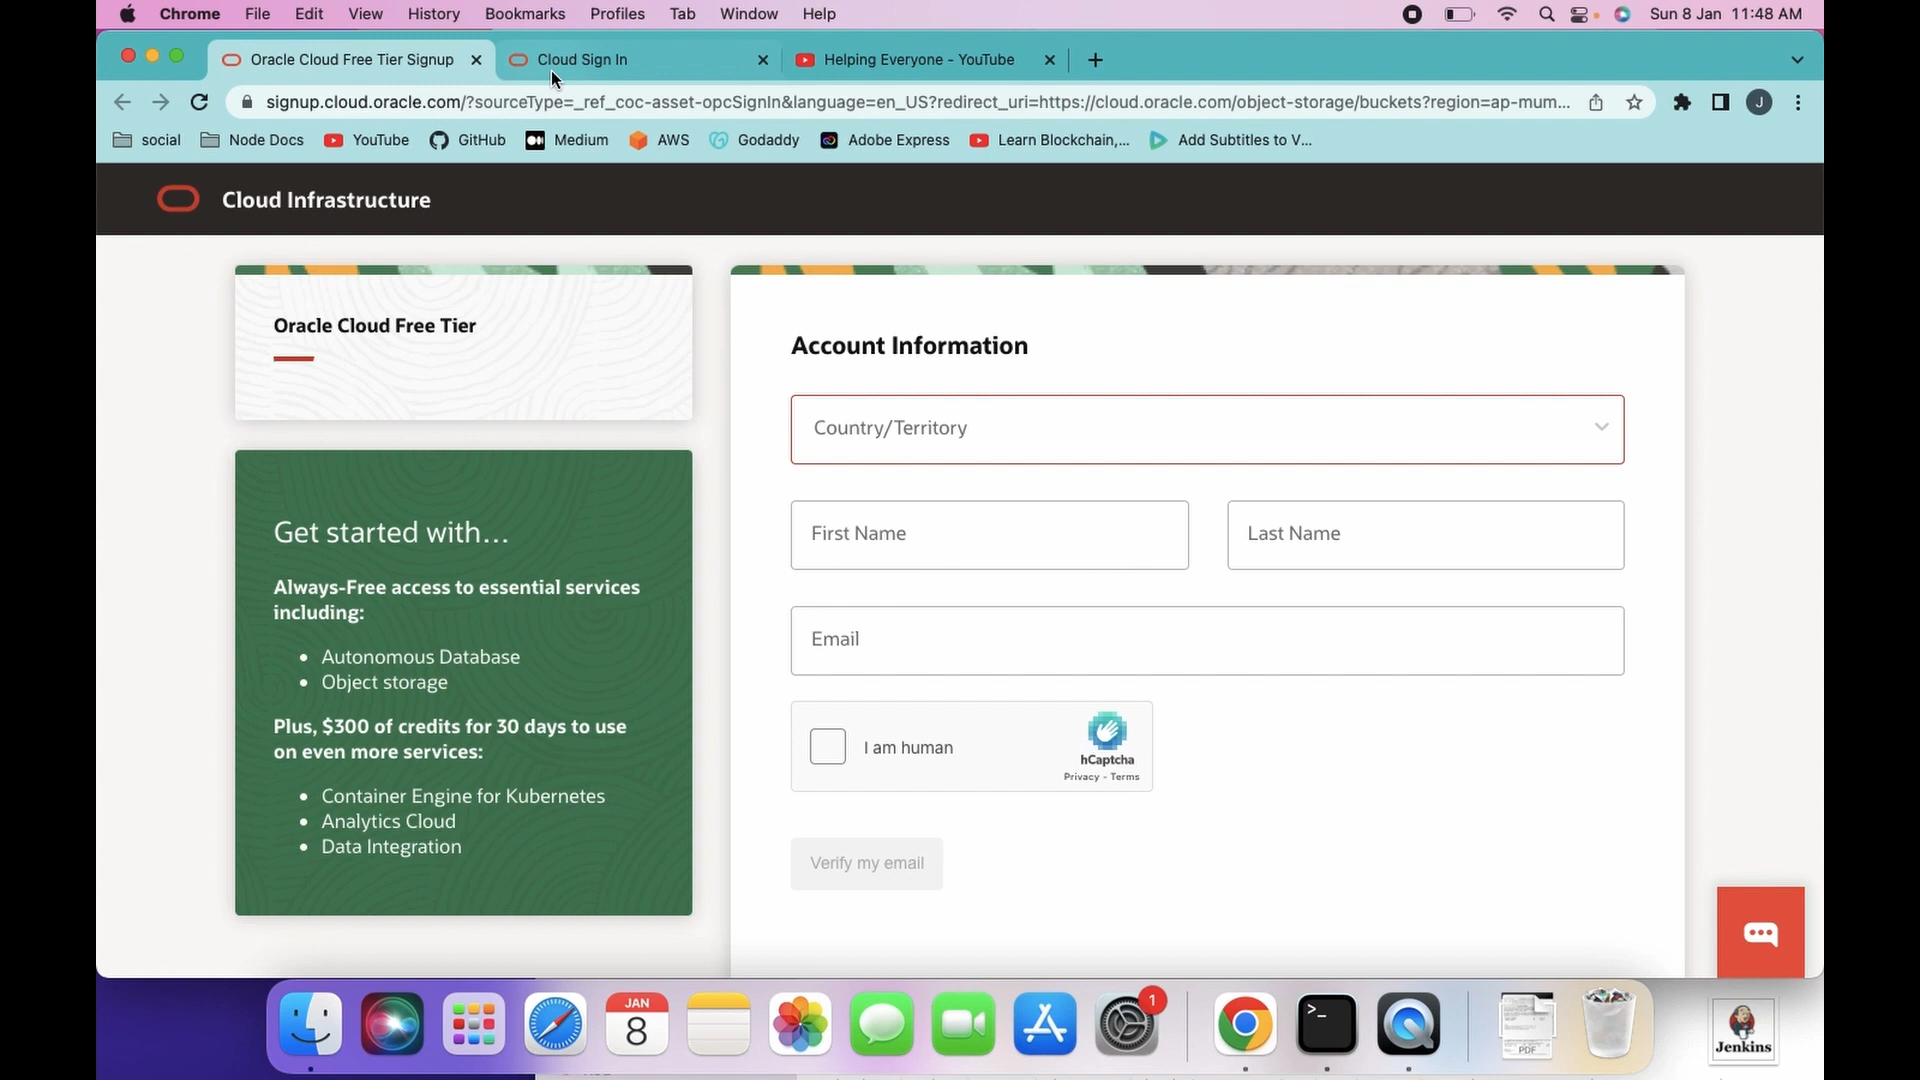 Chrome File Edit View History Bookmarks Profiles Tab Window Help Sun 8 Jan 11:48 AM
Oracle Cloud Free Tier Signup Cloud Sign In Helping Everyone - YouTube
signup.cloud.oracle.com/?sourceType=_ref_coc-asset-opcSignIn&language=en_US?redirect_uri=https://cloud.oracle.com/object-storage/buckets?region=ap-mum... J
social Node Docs YouTube GitHub Medium AWS Godaddy Adobe Express Learn Blockchain,... Add Subtitles to V...
Cloud Infrastructure
Oracle Cloud Free Tier
Get started with...
Always-Free access to essential services
including:
• Autonomous Database
• Object storage
Plus, $300 of credits for 30 days to use
on even more services:
• Container Engine for Kubernetes
• Analytics Cloud
• Data Integration
Account Information
Country/Territory
First Name Last Name
Email
I am human
hCaptcha
Privacy - Terms
Verify my email
JAN
8
1
>_
PDF
Jenkins